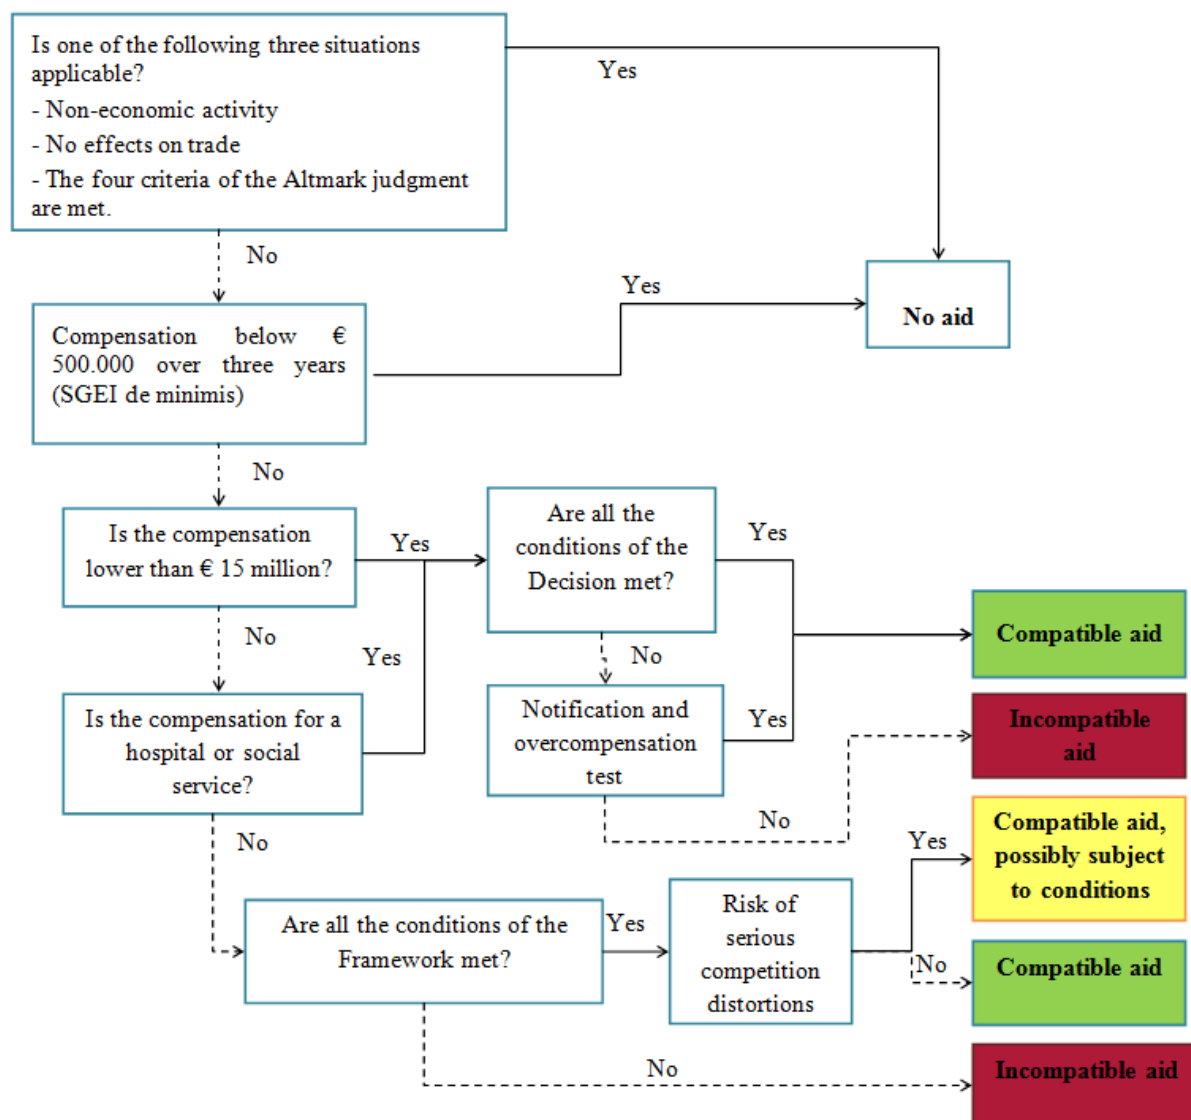 Is one of the following three situations
applicable?
- Non-economic activity
- No effects on trade
- The four criteria of the Altmark judgment
are met.
Yes
No
Yes
No aid
Compensation below €
500.000 over three years
(SGEI de minimis)
No
Is the compensation
lower than € 15 million?
Yes
Are all the
conditions of the
Decision met?
Yes
No
Yes
No
Compatible aid
Is the compensation for a
hospital or social
service?
Notification and
overcompensation
test
Yes
Incompatible
aid
No
No
Compatible aid,
possibly subject
to conditions
Yes
Are all the conditions of the
Framework met?
Yes
Risk of
serious
competition
distortions
No
Compatible aid
No
Incompatible aid